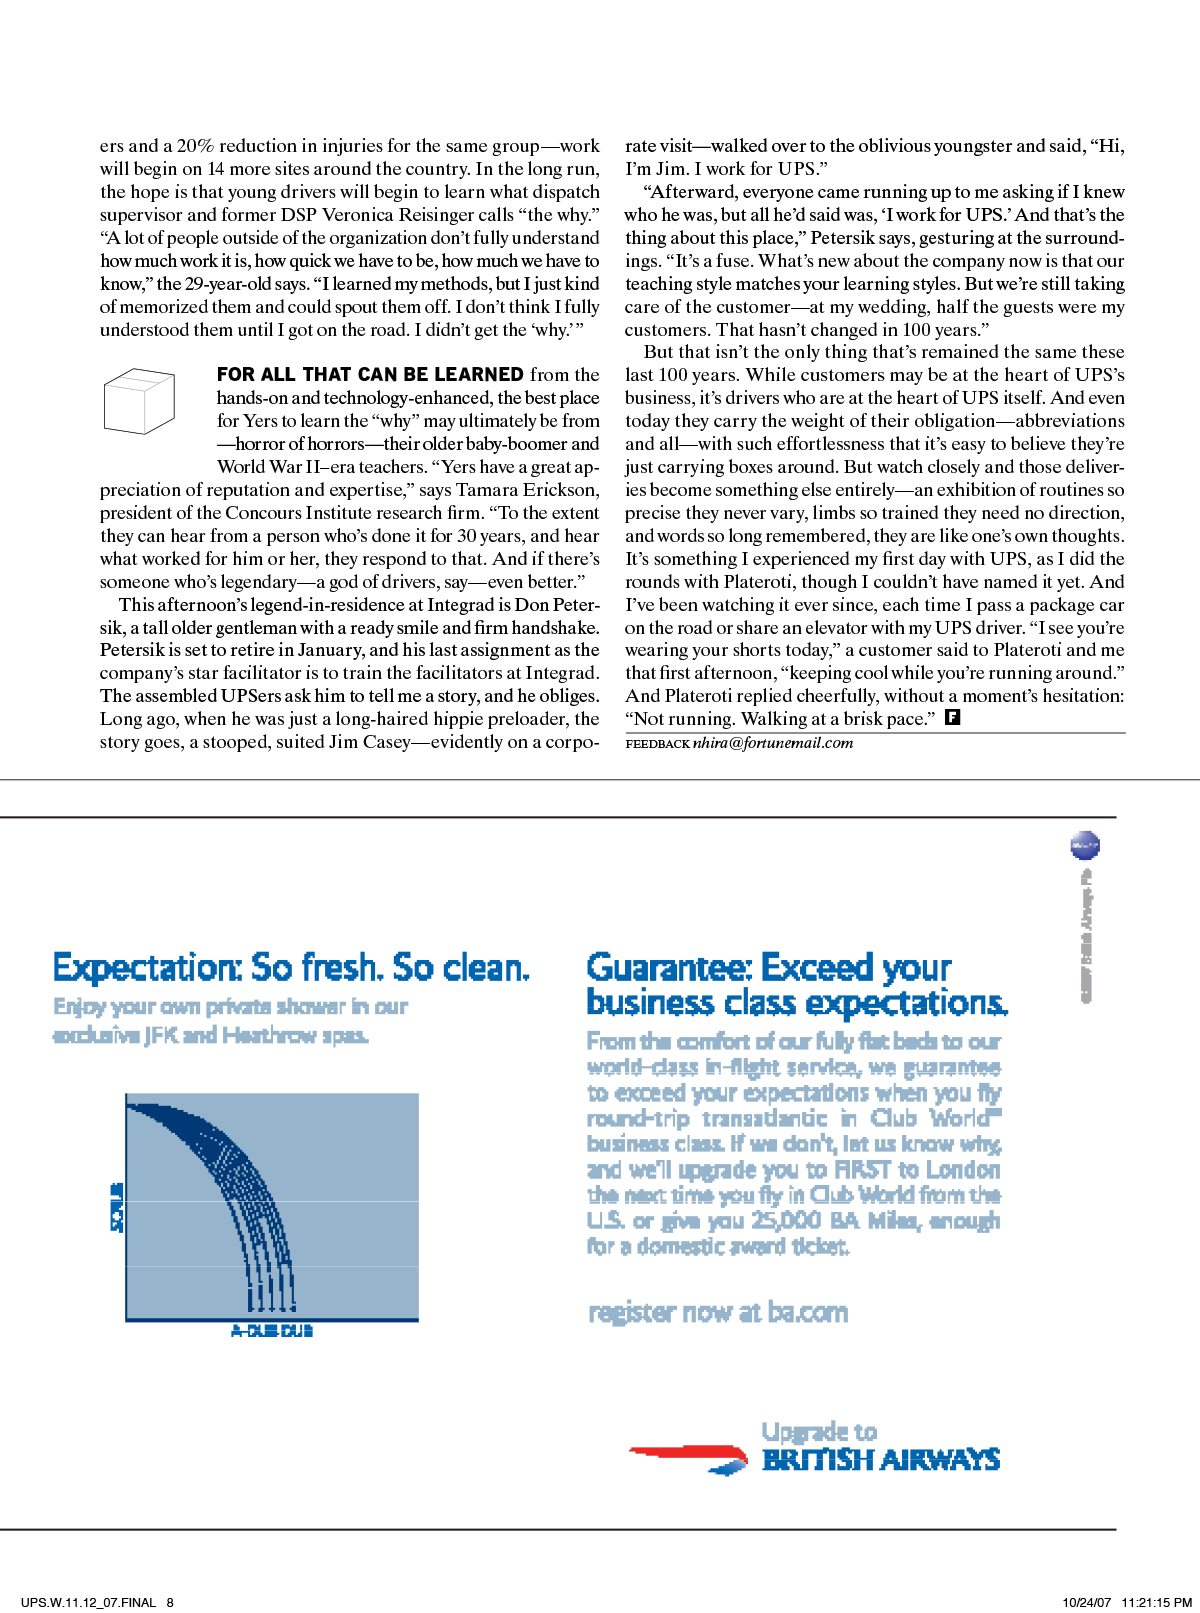 ers and a 20% reduction in injuries for the same group—work
will begin on 14 more sites around the country. In the long run,
the hope is that young drivers will begin to learn what dispatch
supervisor and former DSP Veronica Reisinger calls “the why.”
“A lot of people outside of the organization don’t fully understand
how much work it is, how quick we have to be, how much we have to
know,” the 29-year-old says. “I learned my methods, but I just kind
of memorized them and could spout them off. I don’t think I fully
understood them until I got on the road. I didn’t get the ‘why.’ ”
FOR ALL THAT CAN BE LEARNED from the
hands-on and technology-enhanced, the best place
for Yers to learn the “why” may ultimately be from
—horror of horrors—their older baby-boomer and
World War II–era teachers. “Yers have a great ap-
preciation of reputation and expertise,” says Tamara Erickson,
president of the Concours Institute research firm. “To the extent
they can hear from a person who’s done it for 30 years, and hear
what worked for him or her, they respond to that. And if there’s
someone who’s legendary—a god of drivers, say—even better.”
This afternoon’s legend-in-residence at Integrad is Don Peter-
sik, a tall older gentleman with a ready smile and firm handshake.
Petersik is set to retire in January, and his last assignment as the
company’s star facilitator is to train the facilitators at Integrad.
The assembled UPSers ask him to tell me a story, and he obliges.
Long ago, when he was just a long-haired hippie preloader, the
story goes, a stooped, suited Jim Casey—evidently on a corpo-
rate visit—walked over to the oblivious youngster and said, “Hi,
I’m Jim. I work for UPS.”
“Afterward, everyone came running up to me asking if I knew
who he was, but all he’d said was, ‘I work for UPS.’ And that’s the
thing about this place,” Petersik says, gesturing at the surround-
ings. “It’s a fuse. What’s new about the company now is that our
teaching style matches your learning styles. But we’re still taking
care of the customer—at my wedding, half the guests were my
customers. That hasn’t changed in 100 years.”
But that isn’t the only thing that’s remained the same these
last 100 years. While customers may be at the heart of UPS’s
business, it’s drivers who are at the heart of UPS itself. And even
today they carry the weight of their obligation—abbreviations
and all—with such effortlessness that it’s easy to believe they’re
just carrying boxes around. But watch closely and those deliver-
ies become something else entirely—an exhibition of routines so
precise they never vary, limbs so trained they need no direction,
and words so long remembered, they are like one’s own thoughts.
It’s something I experienced my first day with UPS, as I did the
rounds with Plateroti, though I couldn’t have named it yet. And
I’ve been watching it ever since, each time I pass a package car
on the road or share an elevator with my UPS driver. “I see you’re
wearing your shorts today,” a customer said to Plateroti and me
that first afternoon, “keeping cool while you’re running around.”
And Plateroti replied cheerfully, without a moment’s hesitation:
“Not running. Walking at a brisk pace.” F
FEEDBACK nhira@fortunemail.com
Expectation: So fresh. So clean.
Enjoy your own private shower in our
exclusive JFK and Heathrow spas.
A-DUB-DUB
Guarantee: Exceed your
business class expectations.
From the comfort of our fully flat beds to our
world-class in-flight service, we guarantee
to exceed your expectations when you fly
round-trip transatlantic in Club World
business class. If we don’t, let us know why,
and we’ll upgrade you to FIRST to London
the next time you fly in Club World from the
U.S. or give you 25,000 BA Miles, enough
for a domestic award ticket.
register now at ba.com
Upgrade to
BRITISH AIRWAYS
British Airways Plc
UPS.W.11.12_07.FINAL 8
10/24/07 11:21:15 PM